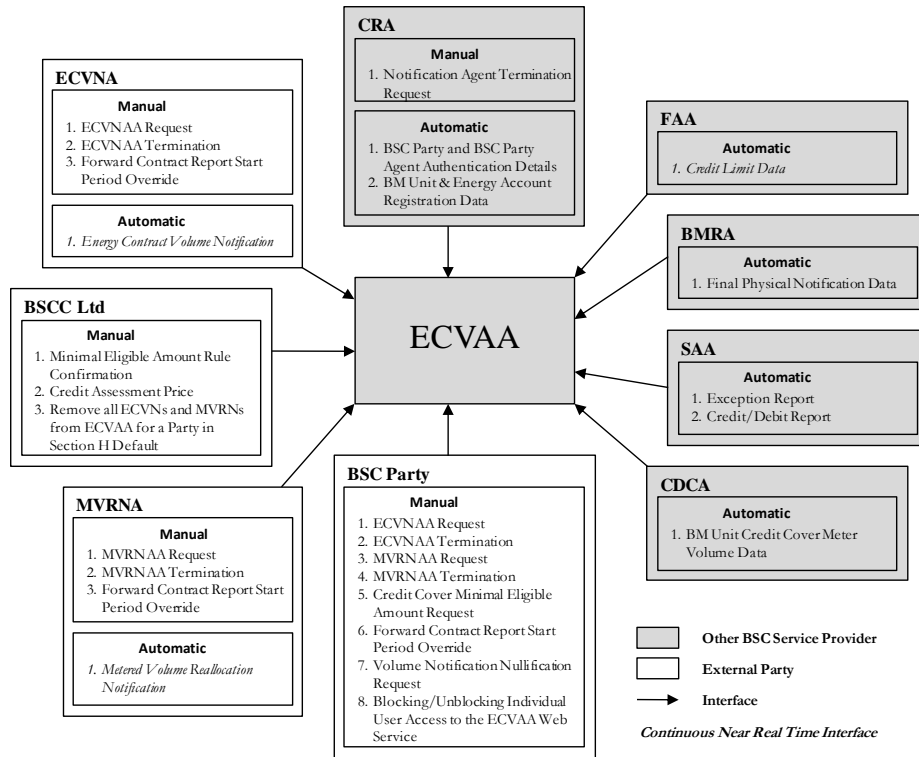 CRA
Manual
1. Notification Agent Termination
Request
Automatic
1. BSC Party and BSC Party
Agent Authentication Details
2. BM Unit & Energy Account
Registration Data
ECVNA
Manual
1. ECVNAA Request
2. ECVNAA Termination
3. Forward Contract Report Start
Period Override
Automatic
1. Energy Contract Volume Notification
FAA
Automatic
1. Credit Limit Data
BMRA
Automatic
1. Final Physical Notification Data
BSCC Ltd
Manual
1. Minimal Eligible Amount Rule
Confirmation
2. Credit Assessment Price
3. Remove all ECVNs and MVRNs
from ECVAA for a Party in
Section H Default
ECVAA
SAA
Automatic
1. Exception Report
2. Credit/Debit Report
MVRNA
Manual
1. MVRNAA Request
2. MVRNAA Termination
3. Forward Contract Report Start
Period Override
Automatic
1. Metered Volume Reallocation
Notification
BSC Party
Manual
1. ECVNAA Request
2. ECVNAA Termination
3. MVRNAA Request
4. MVRNAA Termination
5. Credit Cover Minimal Eligible
Amount Request
6. Forward Contract Report Start
Period Override
7. Volume Notification Nullification
Request
8. Blocking/Unblocking Individual
User Access to the ECVAA Web
Service
CDCA
Automatic
1. BM Unit Credit Cover Meter
Volume Data
Other BSC Service Provider
External Party
Interface
Continuous Near Real Time Interface